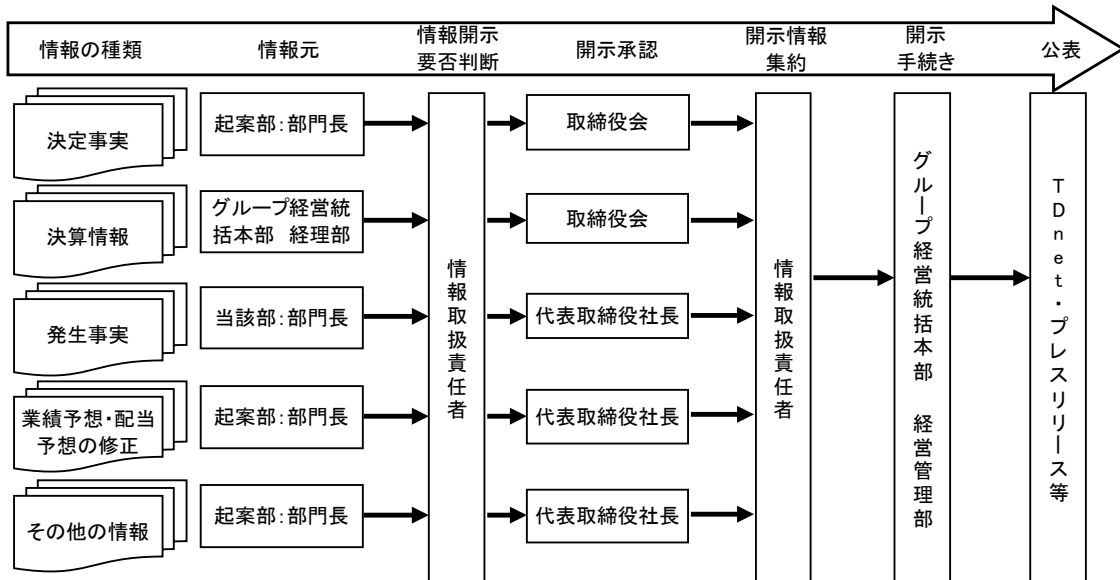 情報の種類
情報元
情報開示
要否判断
開示承認
開示情報
集約
開示
手続き
公表
決定事実
起案部：部門長
取締役会
決算情報
グループ経営統
括本部　経理部
取締役会
発生事実
当該部：部門長
代表取締役社長
業績予想・配当
予想の修正
起案部：部門長
代表取締役社長
その他の情報
起案部：部門長
代表取締役社長
情報取扱責任者
情報取扱責任者
グループ経営統括本部　経営管理部
TDnet・プレスリリース等